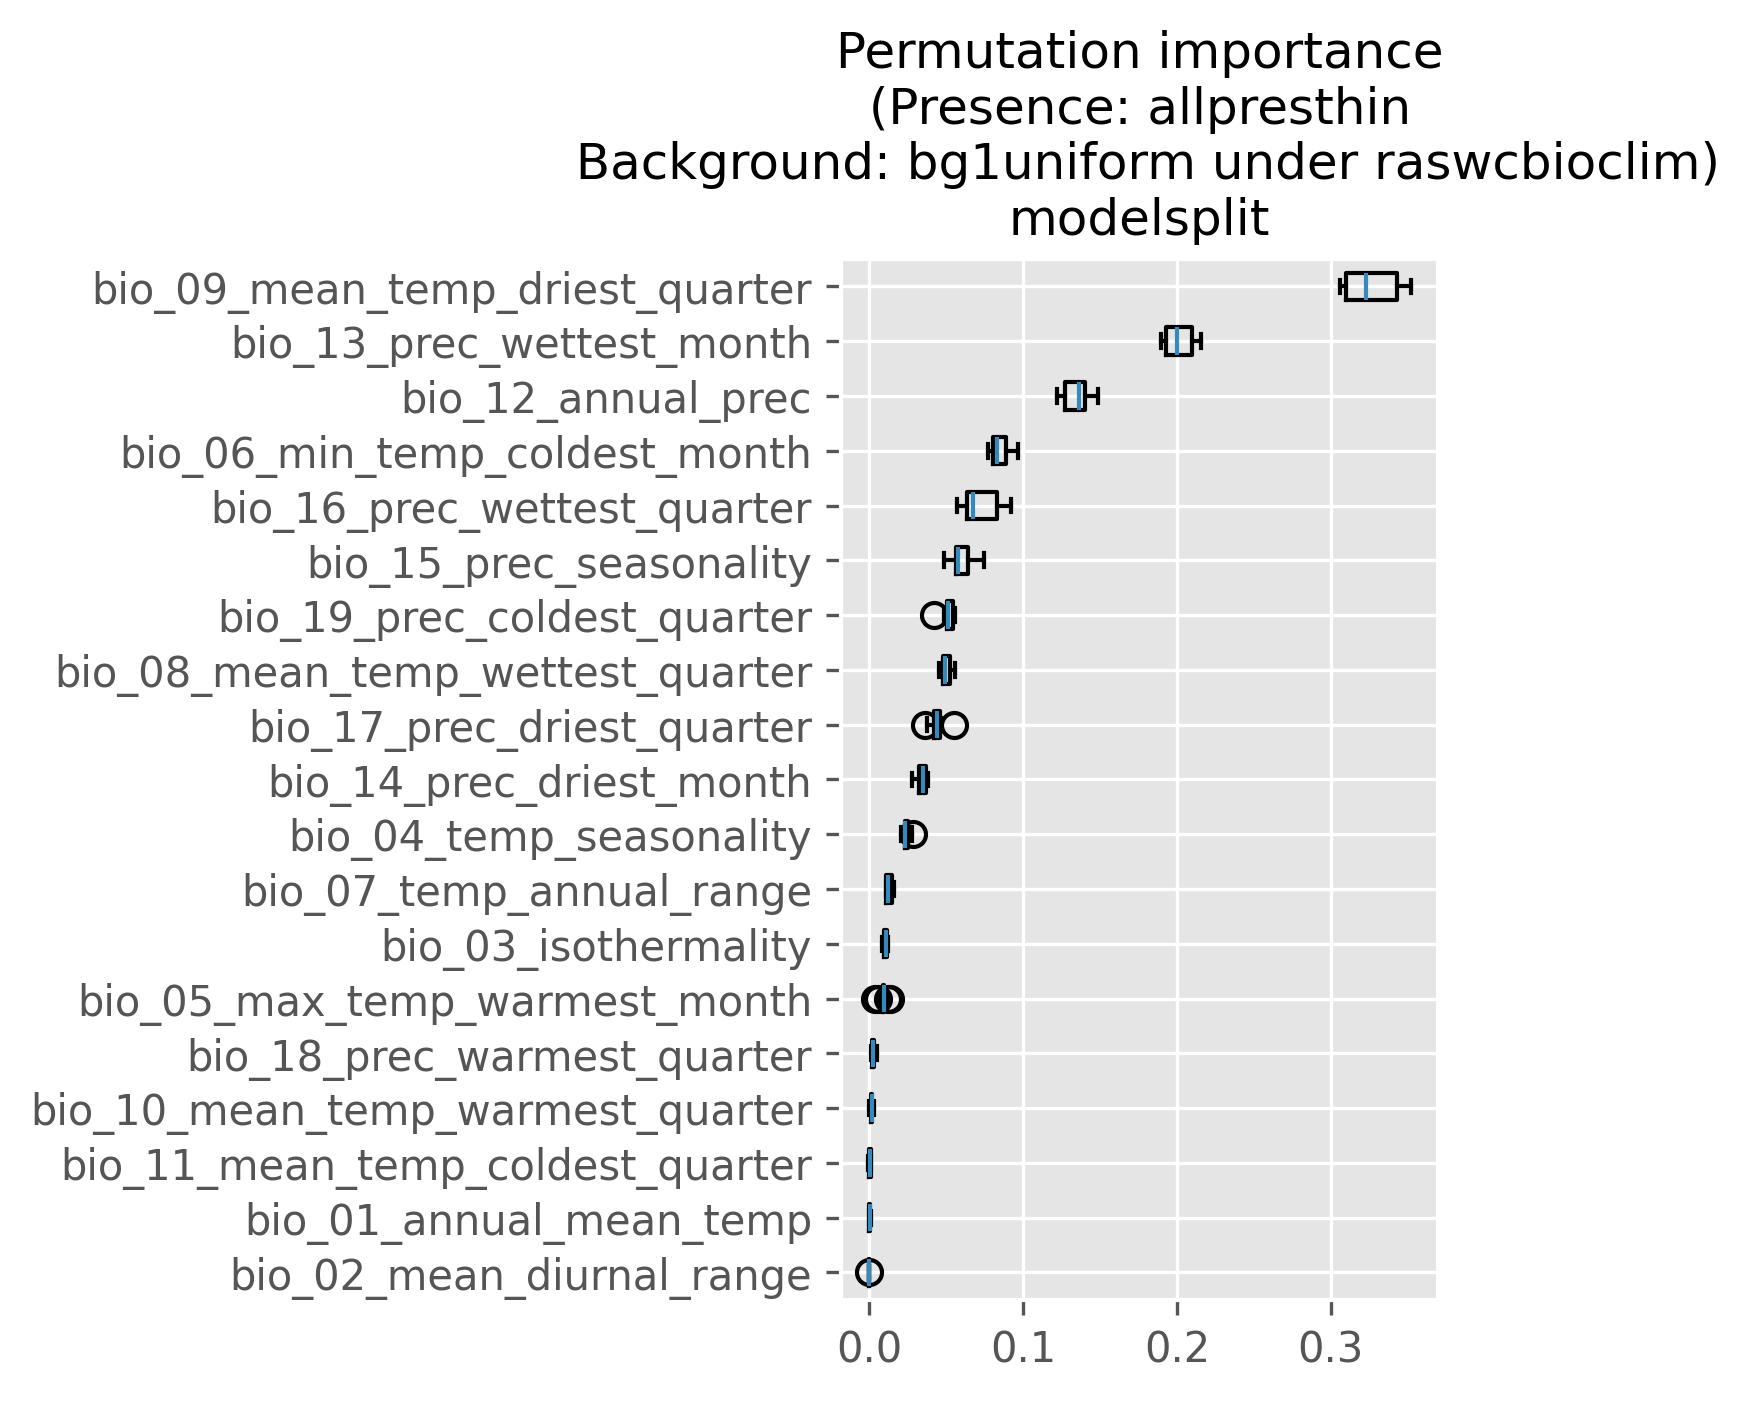 Permutation importance
(Presence: allpresthin
Background: bg1uniform under raswcbioclim)
modelsplit
bio_09_mean_temp_driest_quarter
bio_13_prec_wettest_month
bio_12_annual_prec
bio_06_min_temp_coldest_month
bio_16_prec_wettest_quarter
bio_15_prec_seasonality
bio_19_prec_coldest_quarter
bio_08_mean_temp_wettest_quarter
bio_17_prec_driest_quarter
bio_14_prec_driest_month
bio_04_temp_seasonality
bio_07_temp_annual_range
bio_03_isothermality
bio_05_max_temp_warmest_month
bio_18_prec_warmest_quarter
bio_10_mean_temp_warmest_quarter
bio_11_mean_temp_coldest_quarter
bio_01_annual_mean_temp
bio_02_mean_diurnal_range
0.0 0.1 0.2 0.3